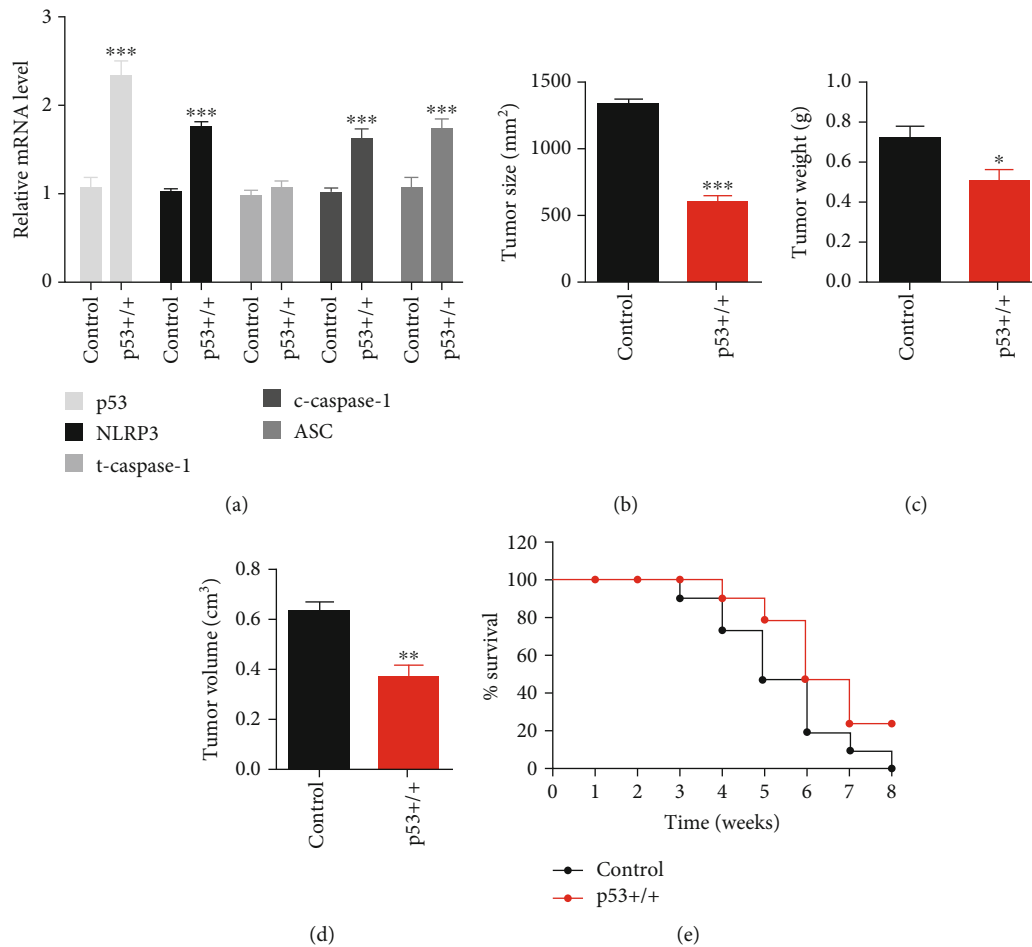 Relative mRNA level
3
2
1
0
***
***
***
***
Control
p53+/+
Control
p53+/+
Control
p53+/+
Control
p53+/+
Control
p53+/+
p53
NLRP3
t-caspase-1
c-caspase-1
ASC
(a)
Tumor size (mm²)
1500
1000
500
0
***
Control
p53+/+
(b)
Tumor weight (g)
1.0
0.8
0.6
0.4
0.2
0.0
*
Control
p53+/+
(c)
Tumor volume (cm³)
0.8
0.6
0.4
0.2
0.0
**
Control
p53+/+
(d)
% survival
120
100
80
60
40
20
0
0 1 2 3 4 5 6 7 8
Time (weeks)
Control
p53+/+
(e)